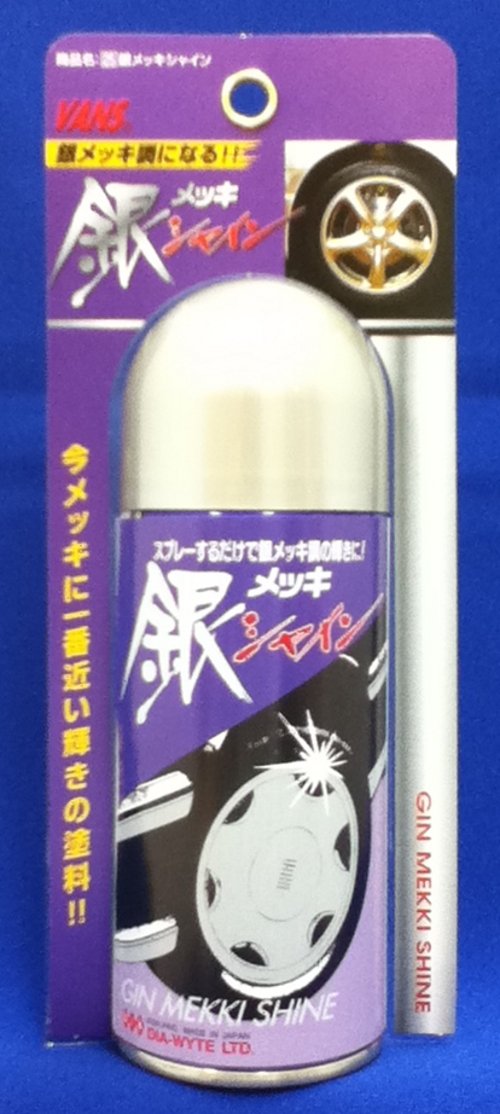 商品名: 銀メッキシャイン
VANS
銀メッキ調になる!!
銀メッキシャイン
今メッキに一番近い輝きの塗料!!
スプレーするだけで銀メッキ調の輝きに!
銀メッキシャイン
GIN MEKKI SHINE
MADE IN JAPAN
DIA-WYTE LTD.
GIN MEKKI SHINE